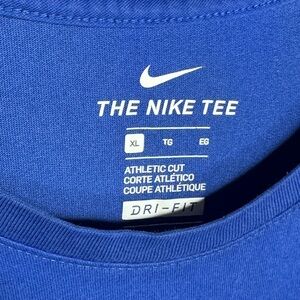 THE NIKE TEE
XL TG EG
ATHLETIC CUT
CORTE ATLÉTICO
COUPE ATHLÉTIQUE
DRI-FIT